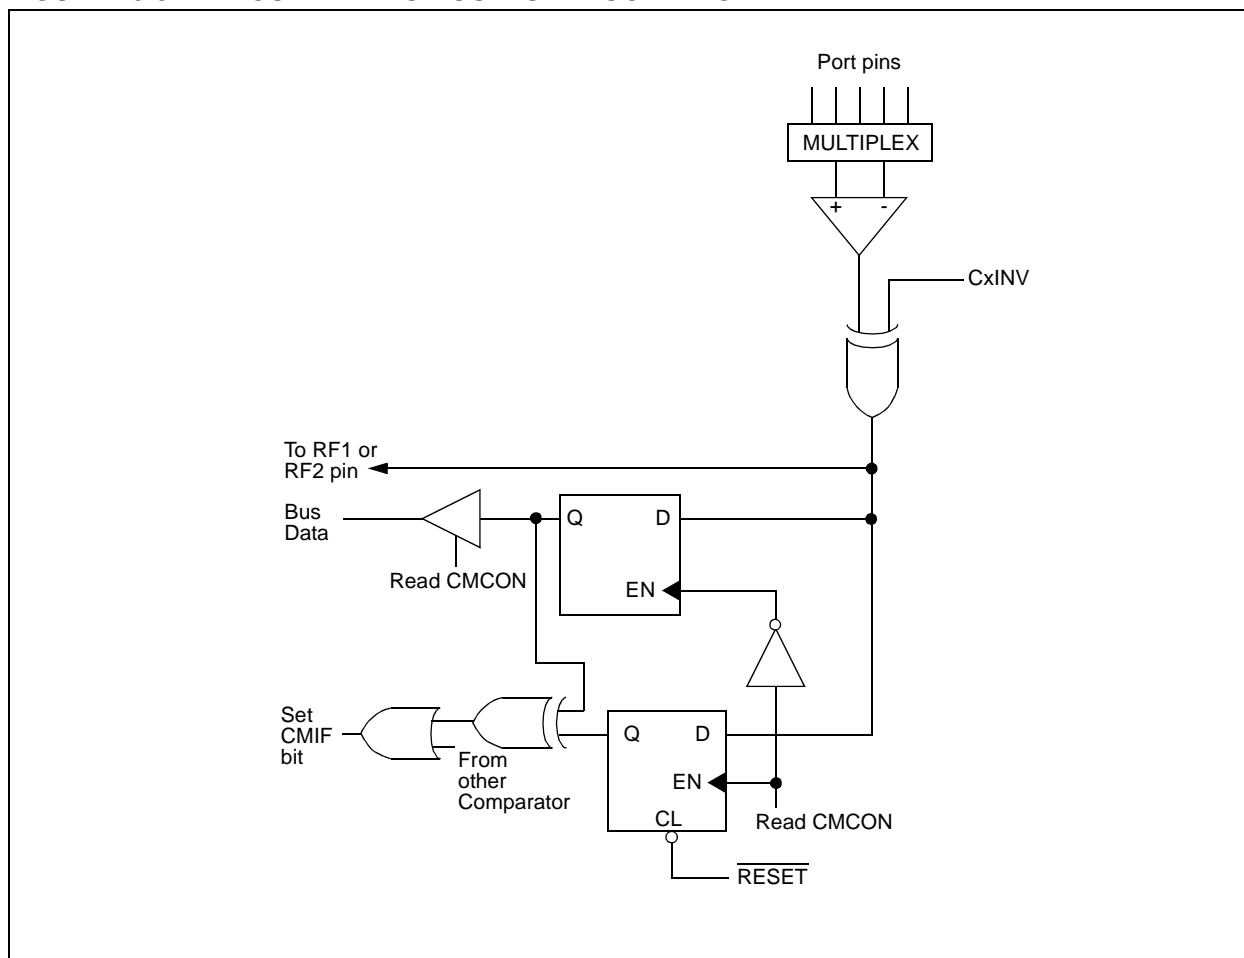 Port pins
MULTIPLEX
+ -
CxINV
To RF1 or
RF2 pin
Bus
Data
Q D
EN
Read CMCON
Set
CMIF
bit
From
other
Comparator
Q D
EN
CL
Read CMCON
RESET